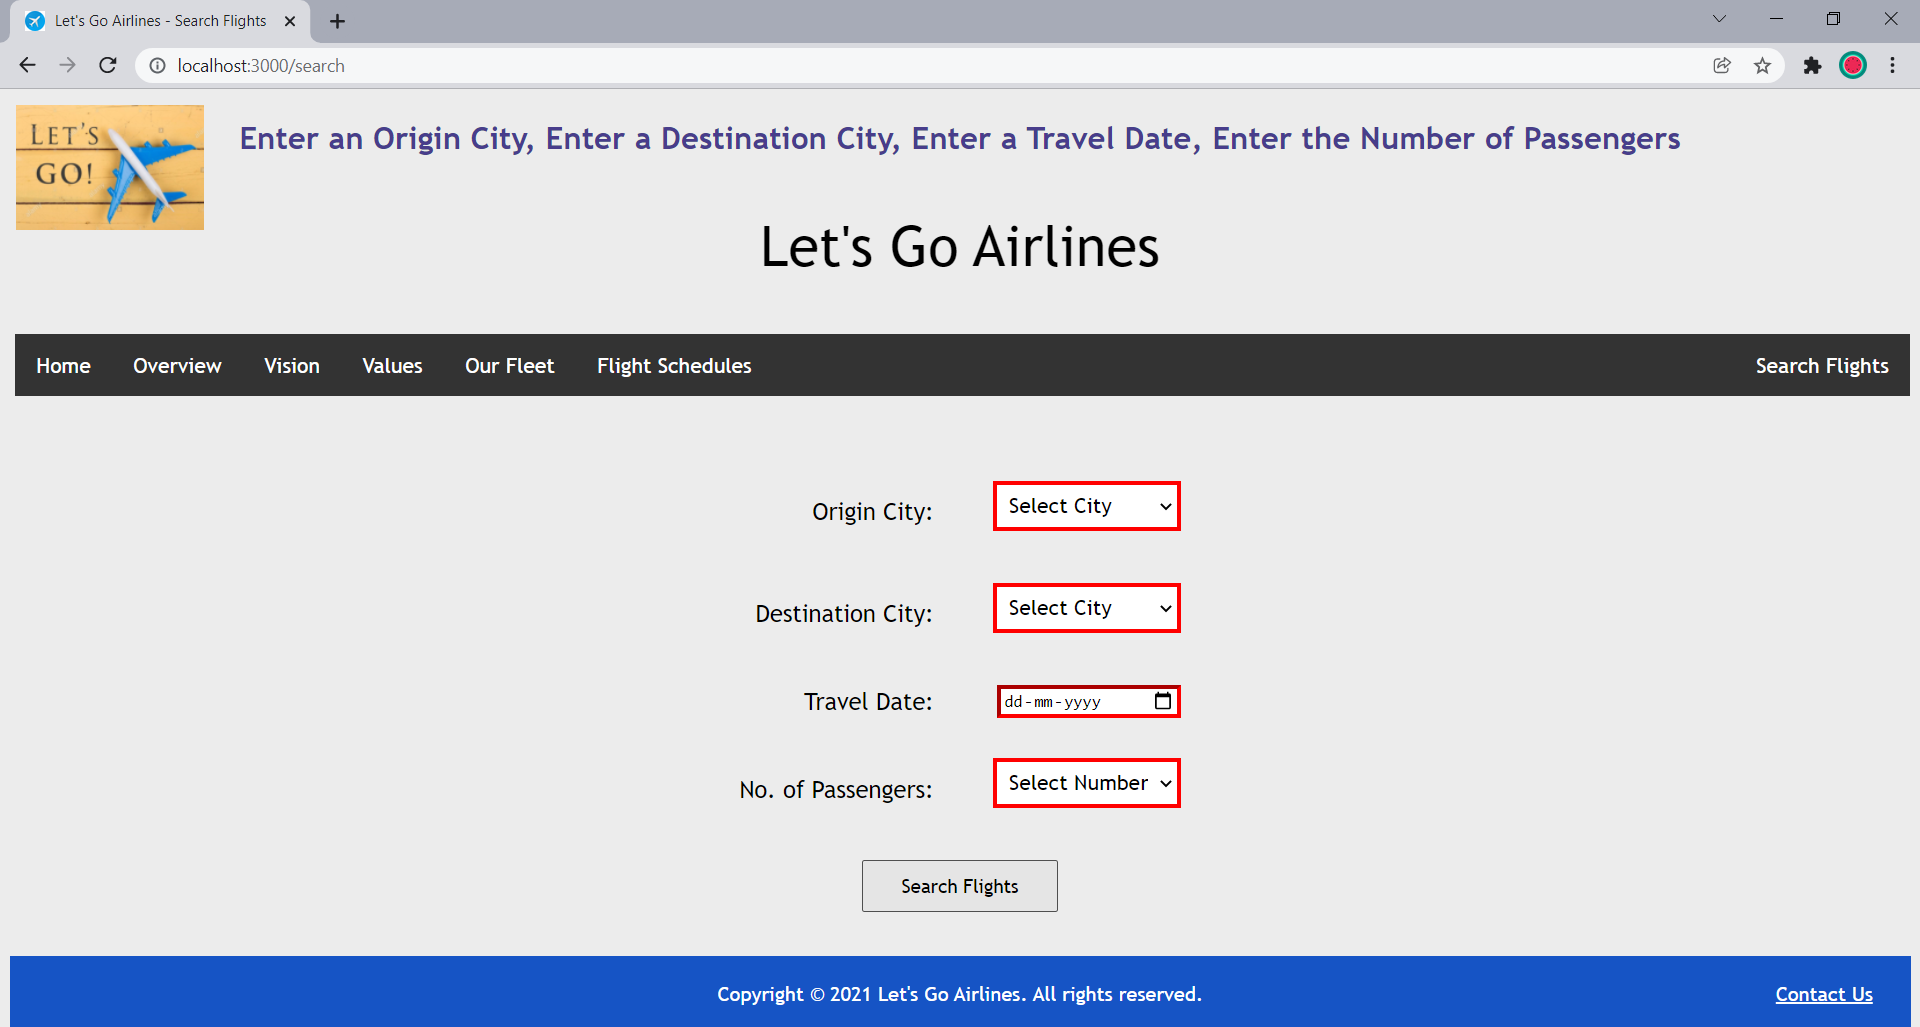 Let's Go Airlines - Search Flights
localhost:3000/search
LET'S
GO!
Enter an Origin City, Enter a Destination City, Enter a Travel Date, Enter the Number of Passengers
Let's Go Airlines
Home Overview Vision Values Our Fleet Flight Schedules Search Flights
Origin City: Select City
Destination City: Select City
Travel Date: dd-mm-yyyy
No. of Passengers: Select Number
Search Flights
Copyright © 2021 Let's Go Airlines. All rights reserved. Contact Us